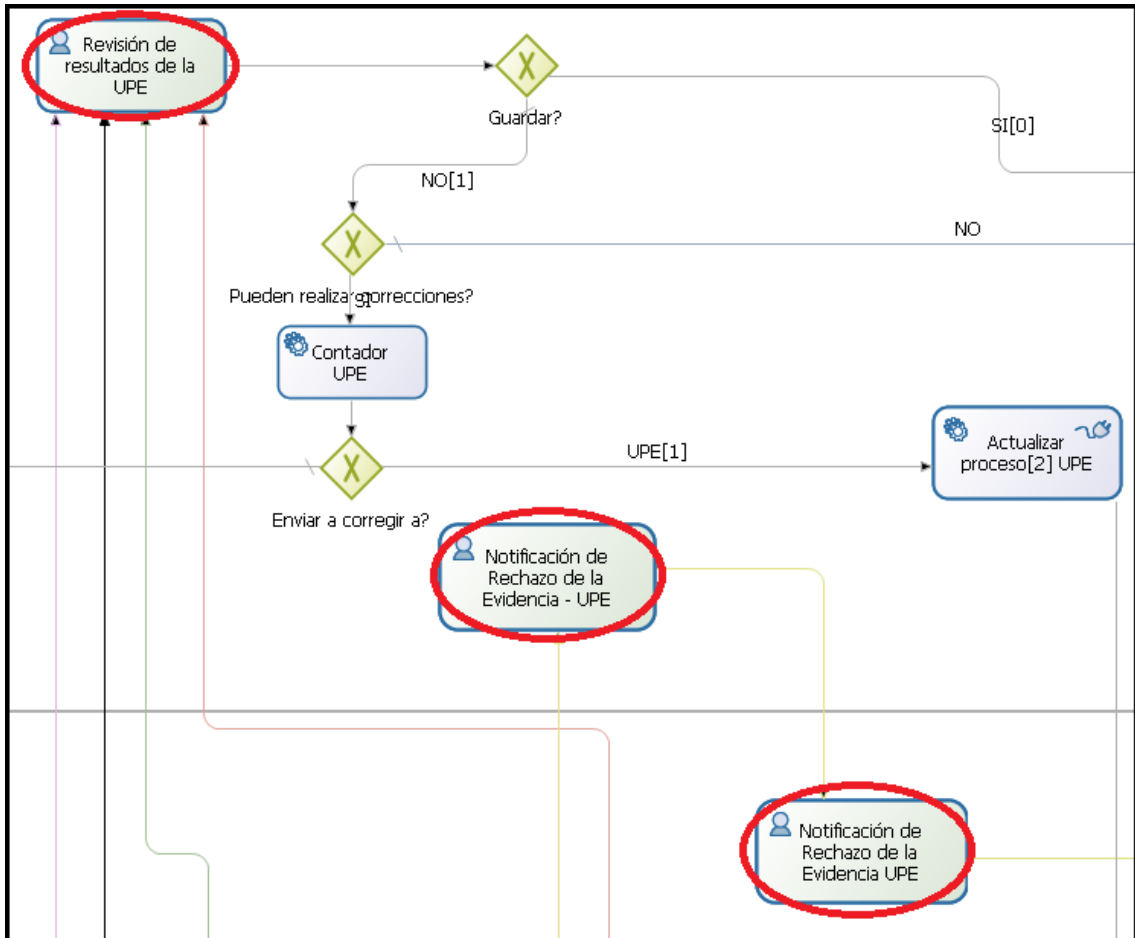 Revisión de
resultados de la
UPE
Guardar?
SI[0]
NO[1]
NO
Pueden realizar correcciones?
SI
Contador
UPE
UPE[1]
Actualizar
proceso[2] UPE
Enviar a corregir a?
Notificación de
Rechazo de la
Evidencia - UPE
Notificación de
Rechazo de la
Evidencia UPE